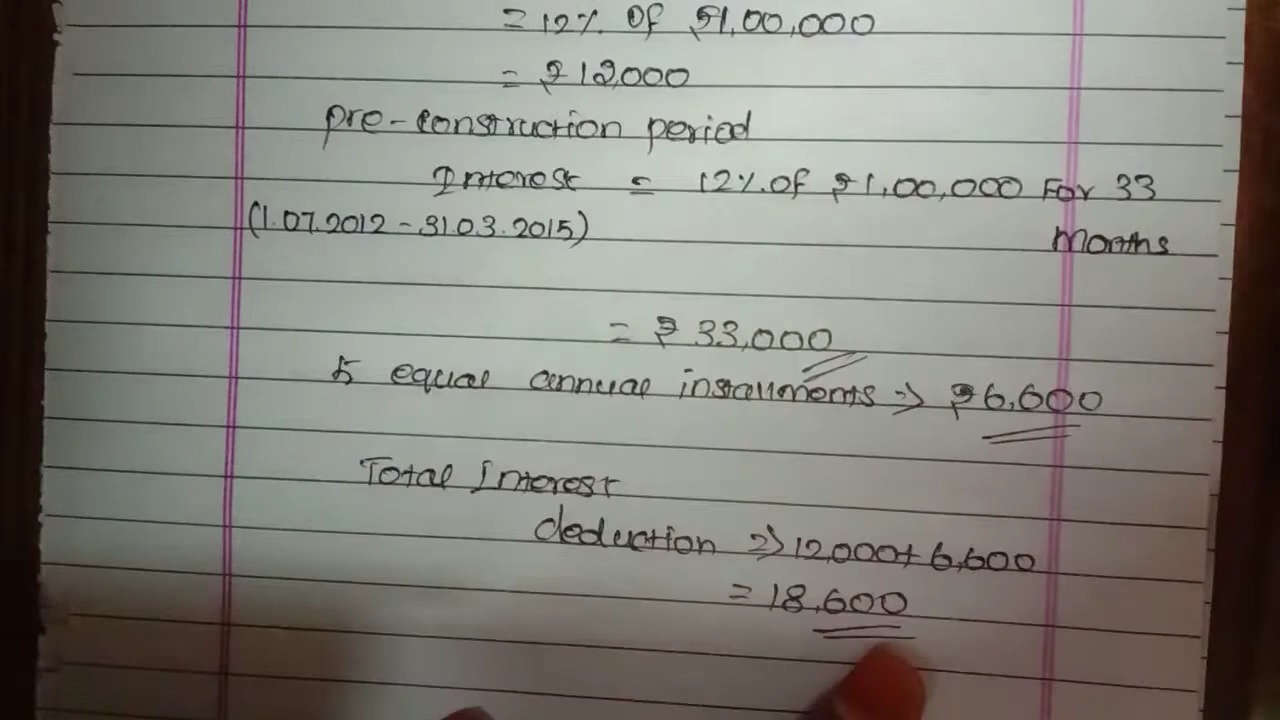 = 12% of ₹1,00,000
= ₹12,000
Pre-construction period
Interest = 12% of ₹1,00,000 For 33
(1.07.2012 - 31.03.2015) Months
= ₹33,000
5 equal annual installments ⇒ ₹6,600
Total Interest
deduction ⇒ 12,000+6,600
= 18,600